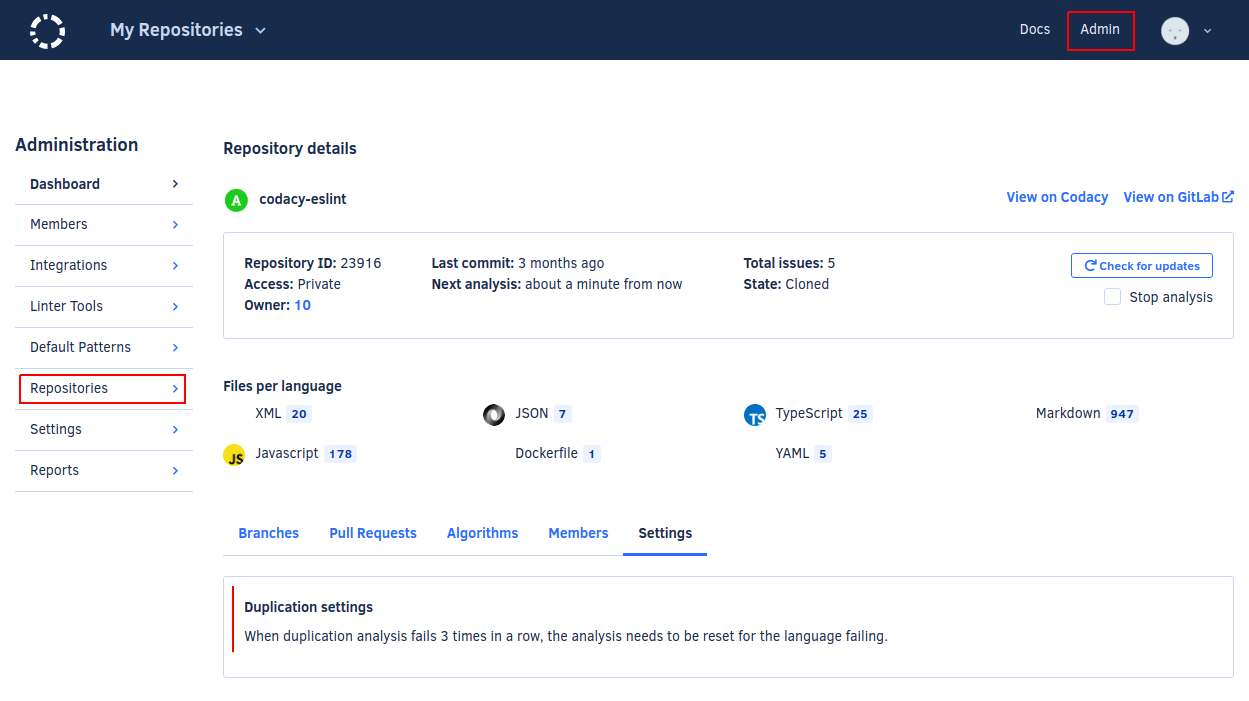 My Repositories Docs Admin
Administration
Dashboard
Members
Integrations
Linter Tools
Default Patterns
Repositories
Settings
Reports
Repository details
A codacy-eslint View on Codacy View on GitLab
Repository ID: 23916 Last commit: 3 months ago Total issues: 5 Check for updates
Access: Private Next analysis: about a minute from now State: Cloned Stop analysis
Owner: 10
Files per language
XML 20 JSON 7 TS TypeScript 25 Markdown 947
JS Javascript 178 Dockerfile 1 YAML 5
Branches Pull Requests Algorithms Members Settings
Duplication settings
When duplication analysis fails 3 times in a row, the analysis needs to be reset for the language failing.